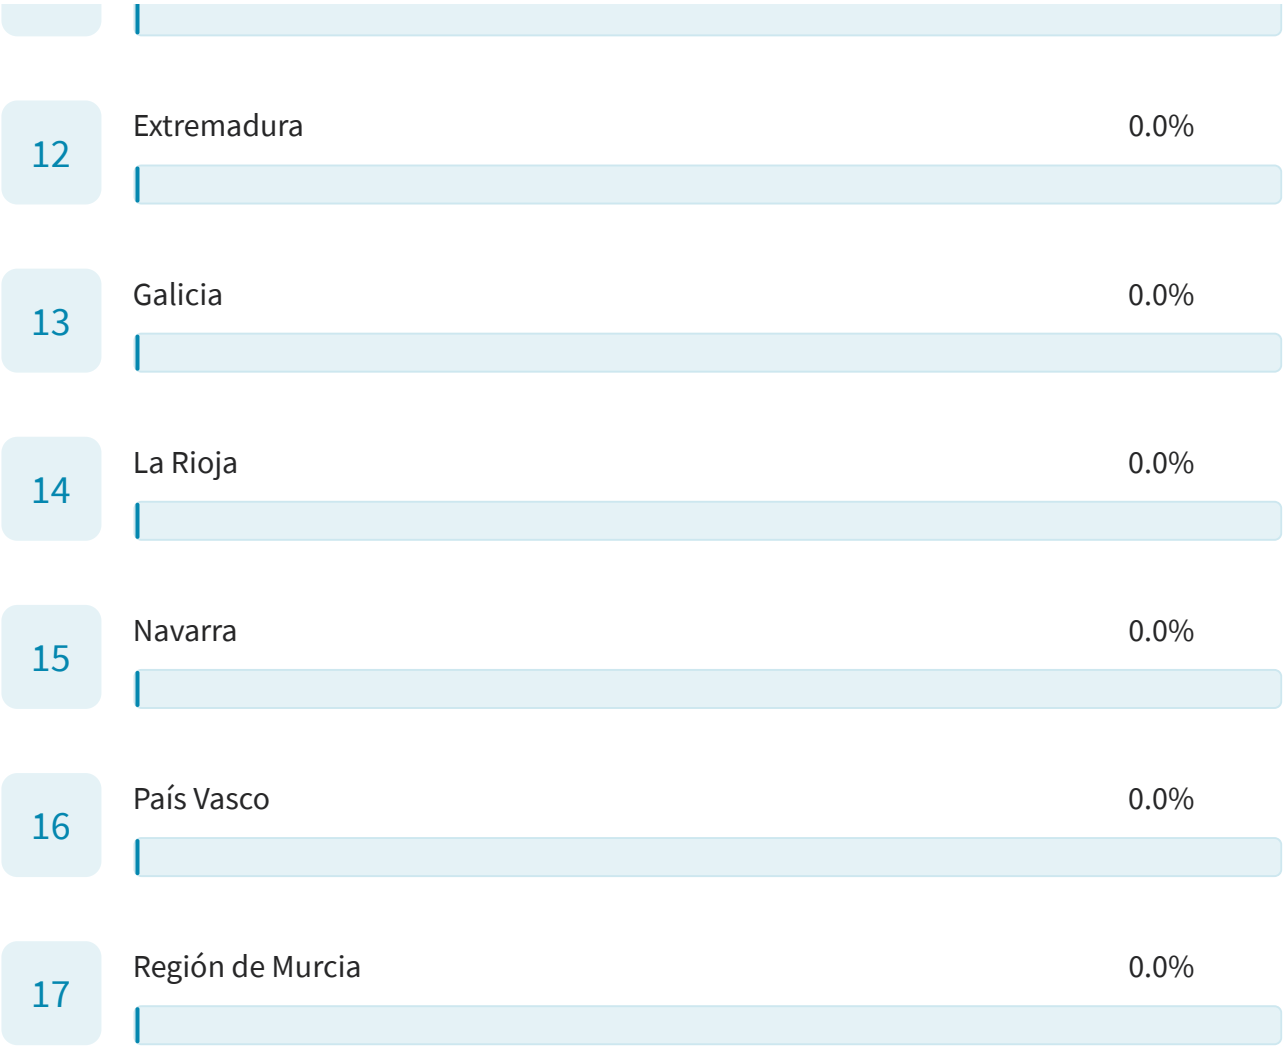 12 Extremadura 0.0%
13 Galicia 0.0%
14 La Rioja 0.0%
15 Navarra 0.0%
16 País Vasco 0.0%
17 Región de Murcia 0.0%